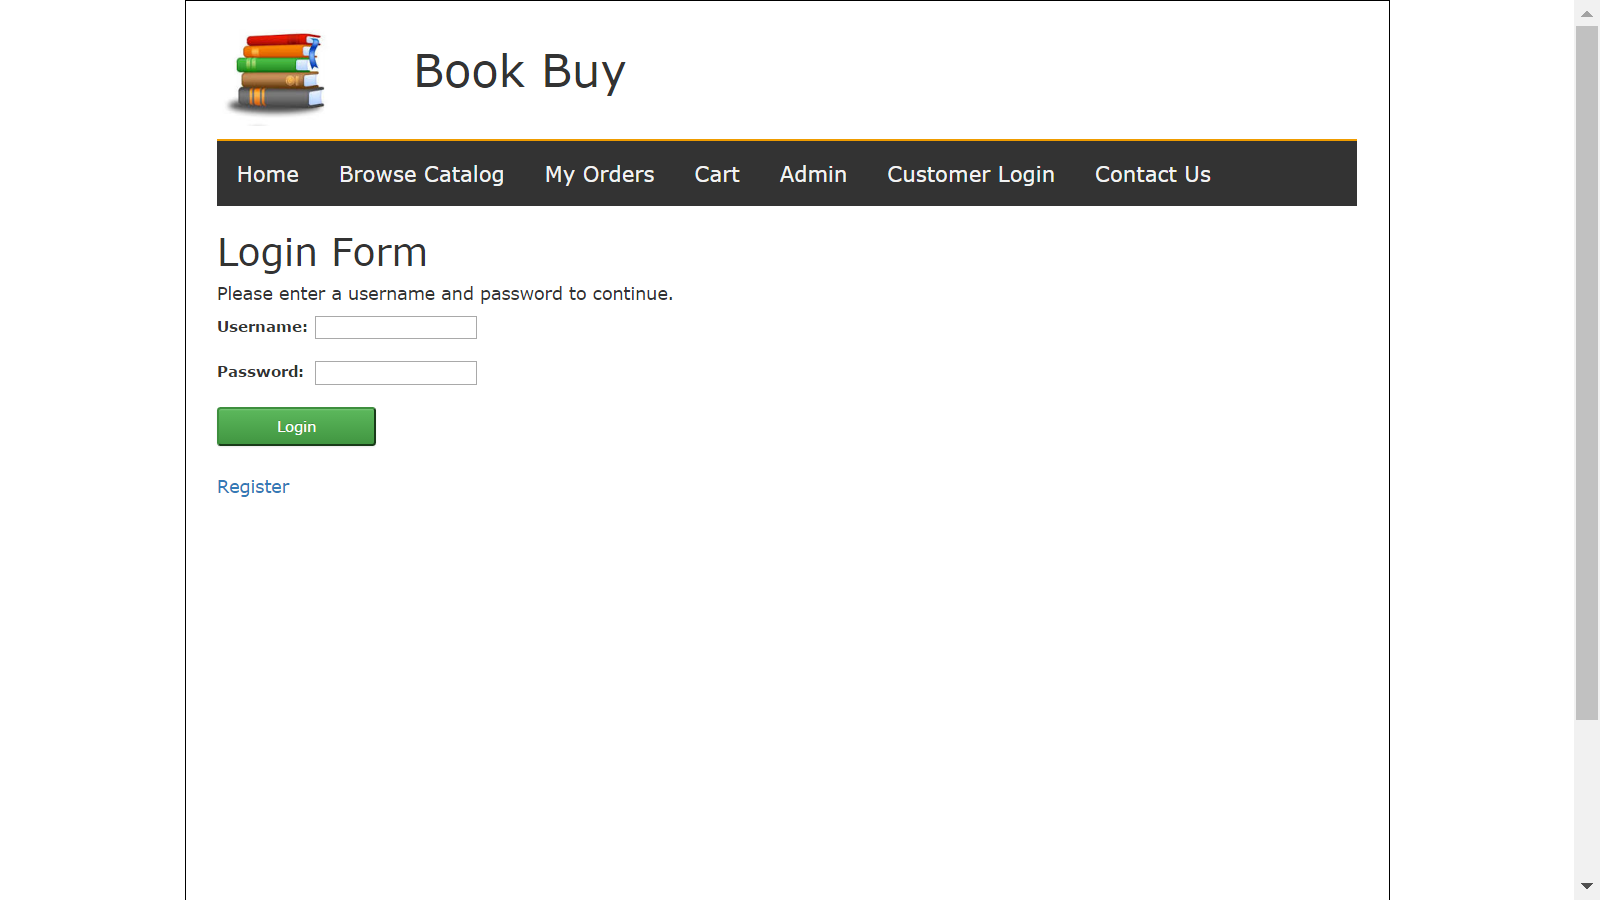 Book Buy
Home Browse Catalog My Orders Cart Admin Customer Login Contact Us
Login Form
Please enter a username and password to continue.
Username:
Password:
Login
Register